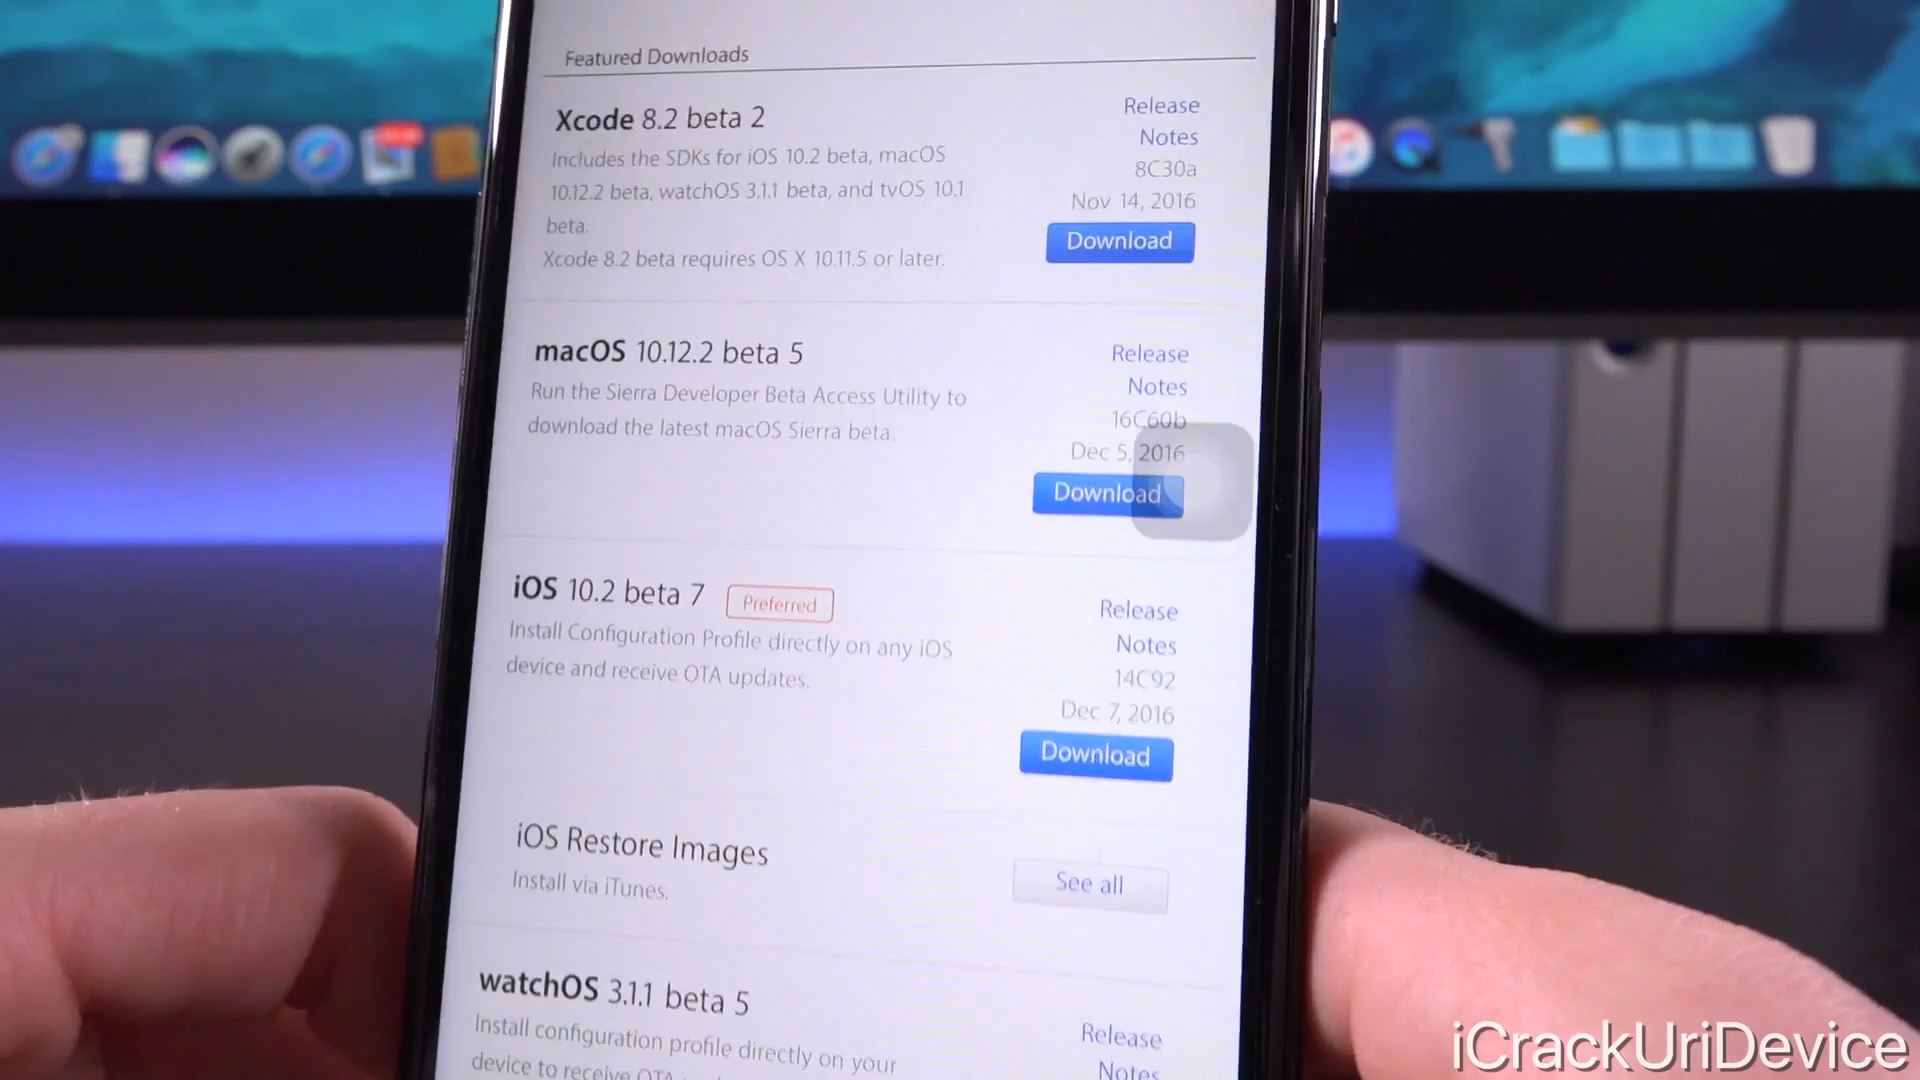 Featured Downloads
Xcode 8.2 beta 2
Includes the SDKs for iOS 10.2 beta, macOS
10.12.2 beta, watchOS 3.1.1 beta, and tvOS 10.1
beta.
Xcode 8.2 beta requires OS X 10.11.5 or later.
Release
Notes
8C30a
Nov 14, 2016
Download
macOS 10.12.2 beta 5
Run the Sierra Developer Beta Access Utility to
download the latest macOS Sierra beta.
Release
Notes
16C60b
Dec 5, 2016
Download
iOS 10.2 beta 7 Preferred
Install Configuration Profile directly on any iOS
device and receive OTA updates.
Release
Notes
14C92
Dec 7, 2016
Download
iOS Restore Images
Install via iTunes.
See all
watchOS 3.1.1 beta 5
Install configuration profile directly on your
device to receive OTA
Release
Notes
iCrackUriDevice